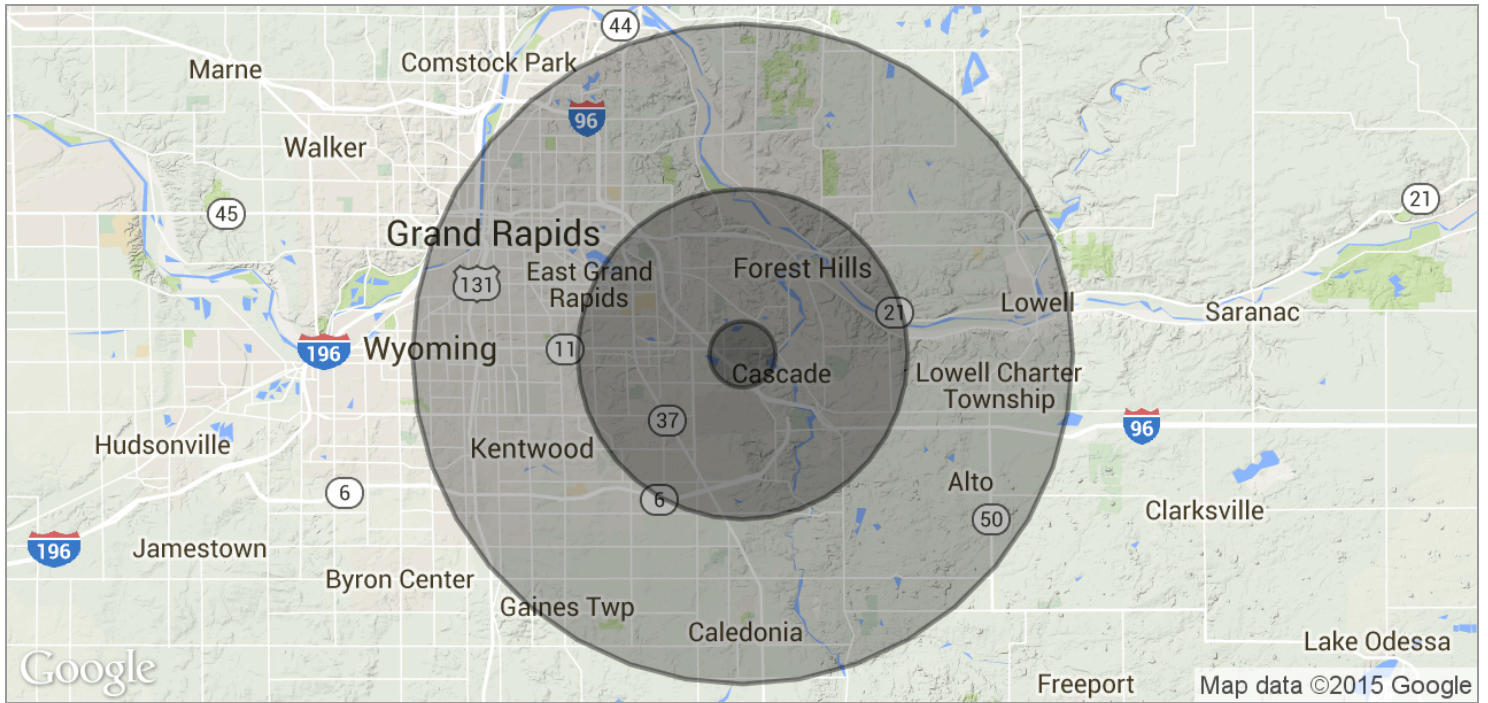 44
Marne
Comstock Park
96
Walker
45
21
Grand Rapids
131
East Grand
Rapids
Forest Hills
Lowell
21
Saranac
196
Wyoming
11
Cascade
Lowell Charter
Township
37
96
Hudsonville
Kentwood
6
6
Alto
50
Clarksville
196
Jamestown
Byron Center
Gaines Twp
Caledonia
Lake Odessa
Google
Freeport
Map data ©2015 Google